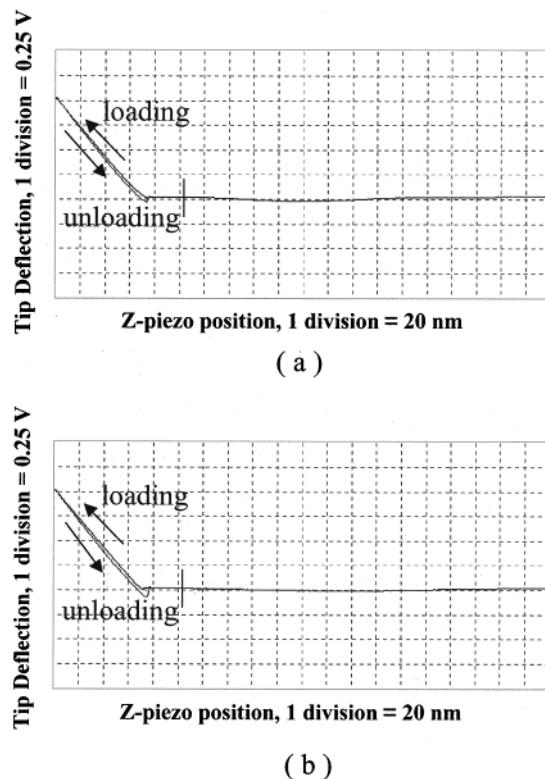 Tip Deflection, 1 division = 0.25 V
loading
unloading
Z-piezo position, 1 division = 20 nm
( a )
Tip Deflection, 1 division = 0.25 V
loading
unloading
Z-piezo position, 1 division = 20 nm
( b )